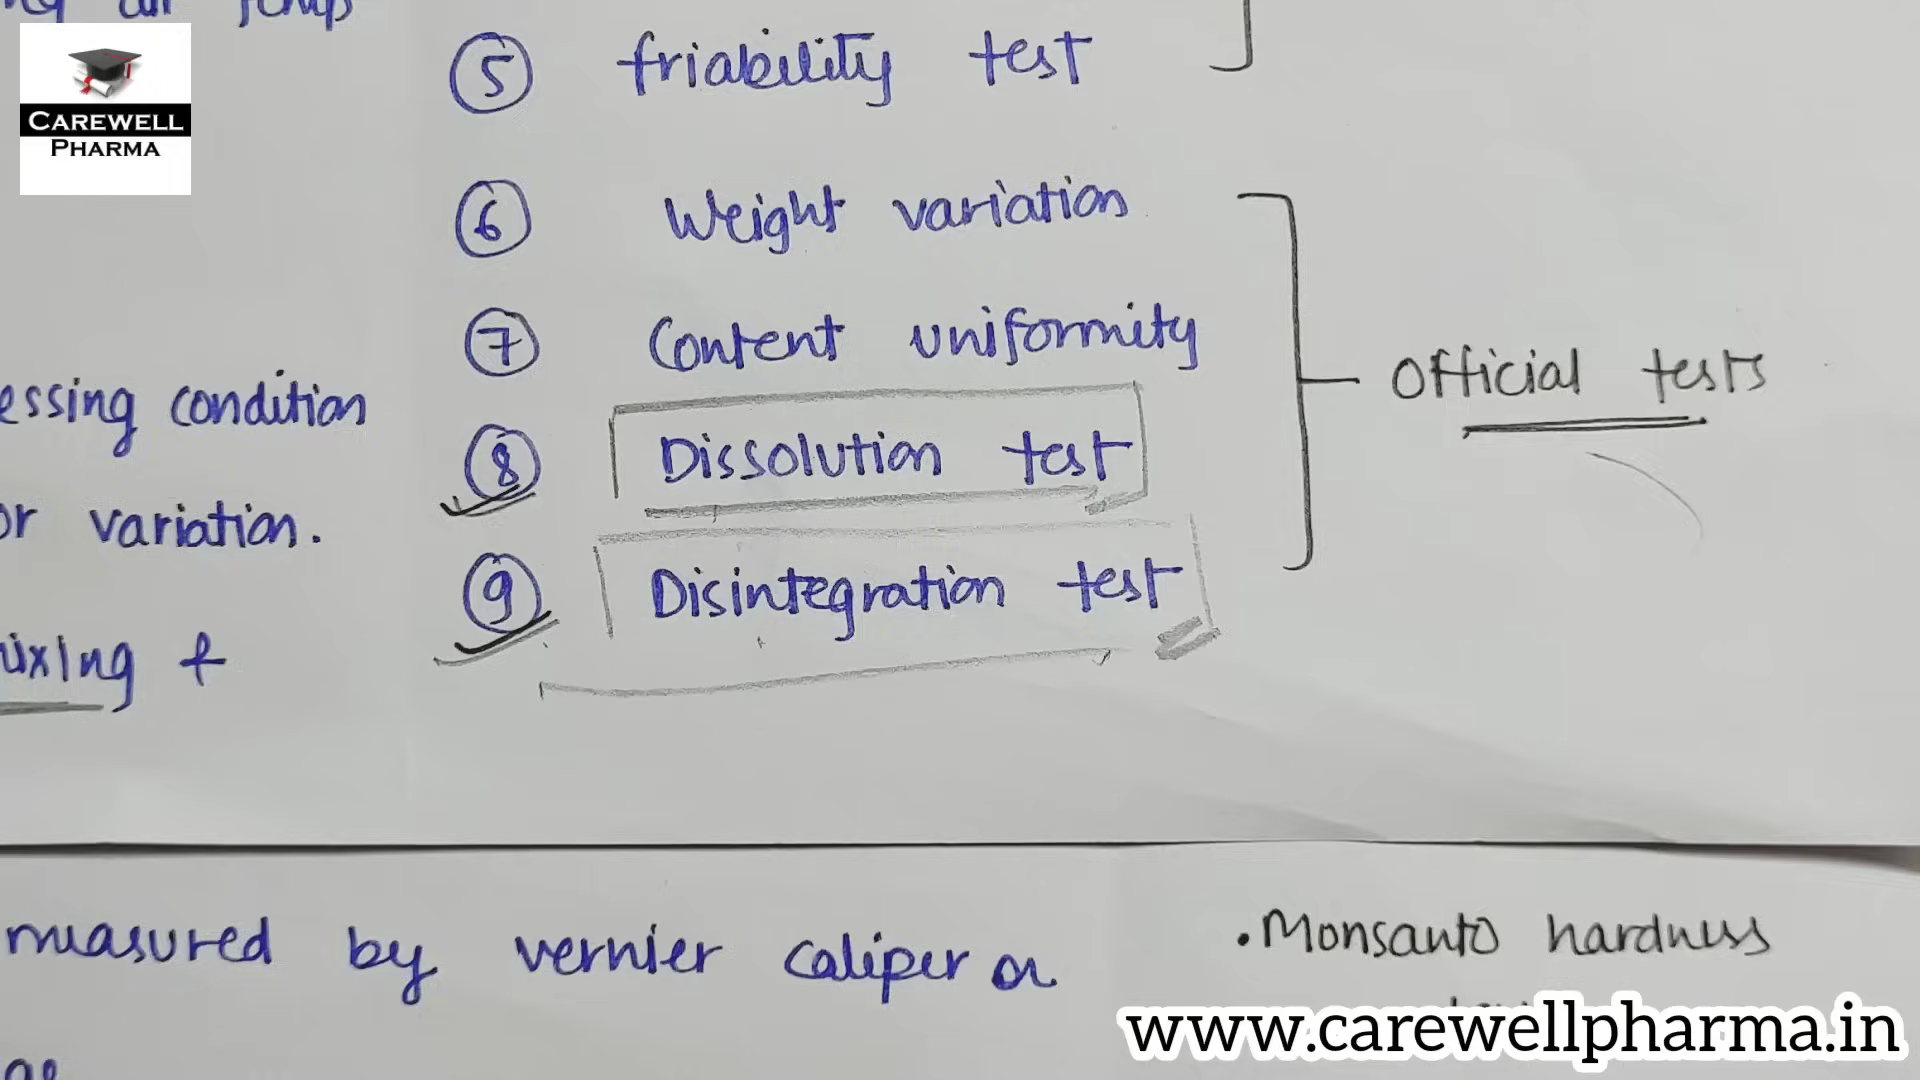 CAREWELL
PHARMA
⑤ friability test
⑥ Weight variation
⑦ Content uniformity
Official tests
⑧ Dissolution test
⑨ Disintegration test
essing condition
or variation.
mixing &
measured by vernier caliper or
• Monsanto hardness
www.carewellpharma.in